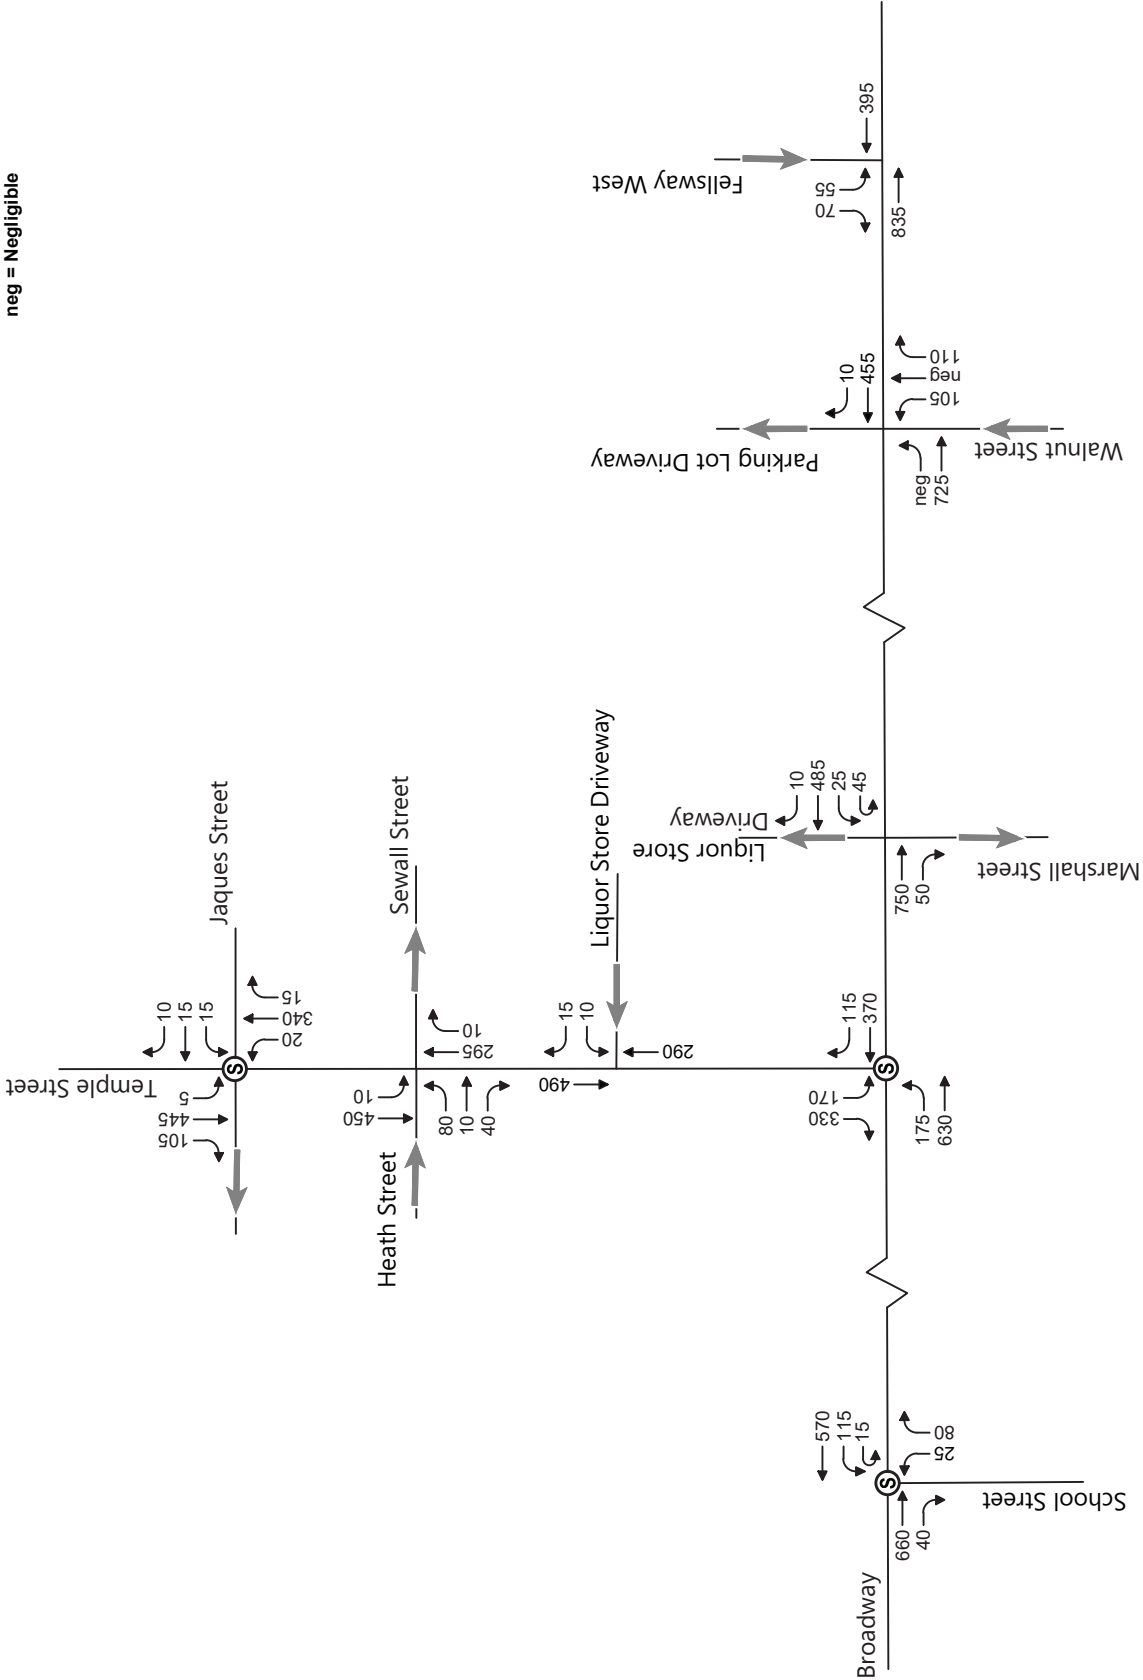 neg = Negligible
395
Fellsway West
55
70
835
110
neg
105
10
455
Parking Lot Driveway
Walnut Street
neg
725
Liquor Store Driveway
10
485
25
45
Driveway
Liquor Store
Marshall Street
750
50
Jaques Street
Sewall Street
10
15
15
15
340
20
Temple Street
S
5
445
105
10
295
10
450
80
10
40
Heath Street
15
10
290
490
115
370
S
170
330
175
630
570
115
15
80
25
S
School Street
660
40
Broadway